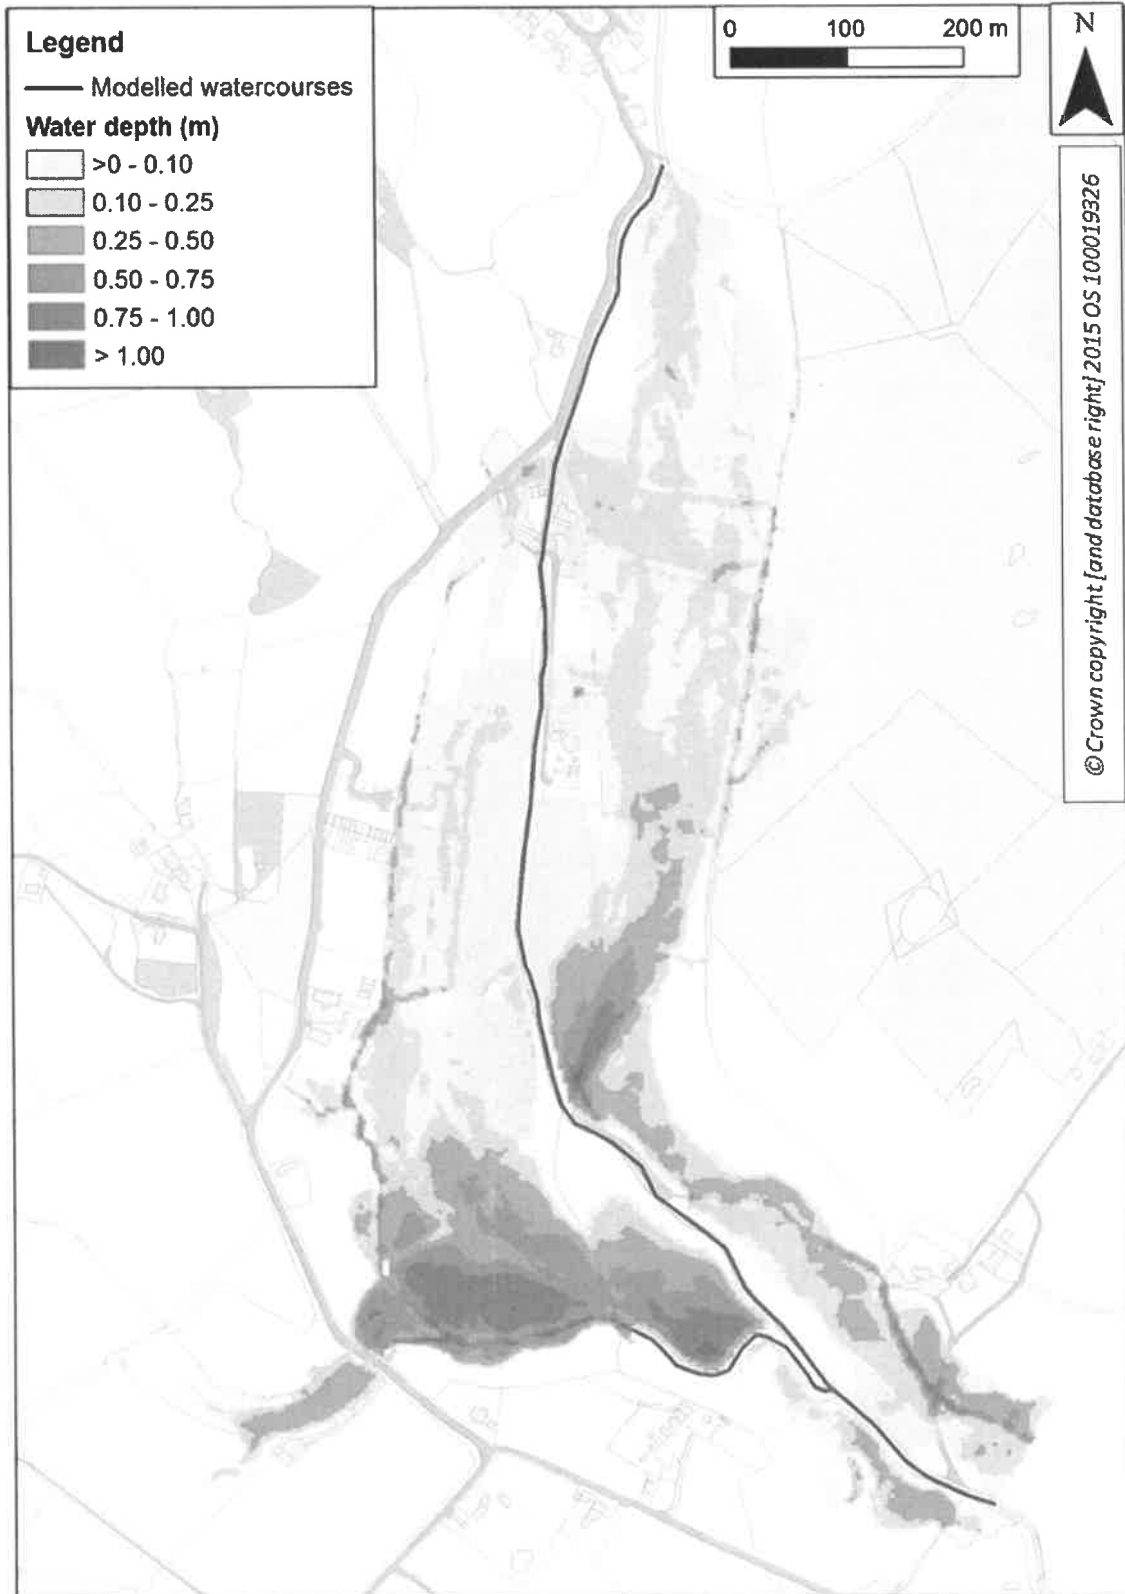 Legend
Modelled watercourses
Water depth (m)
>0 - 0.10
0.10 - 0.25
0.25 - 0.50
0.50 - 0.75
0.75 - 1.00
> 1.00
0 100 200 m
N
© Crown copyright [and database right] 2015 OS 100019326